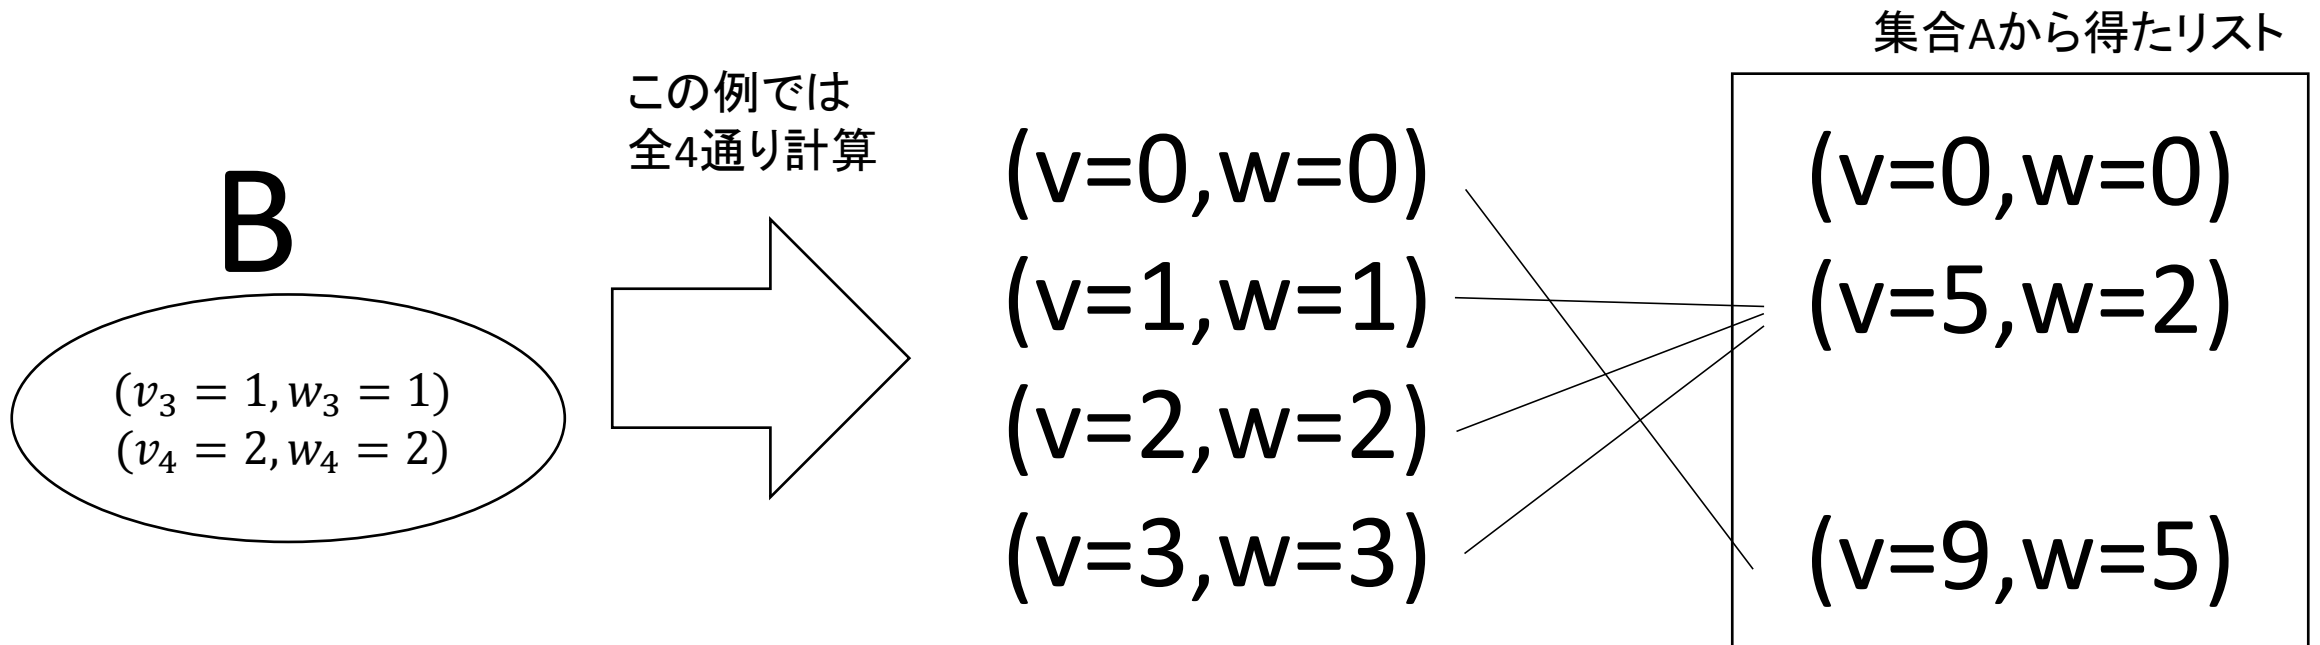 集合Aから得たリスト
この例では
全4通り計算
B
(v₃ = 1, w₃ = 1)
(v₄ = 2, w₄ = 2)
(v=0,w=0)
(v=1,w=1)
(v=2,w=2)
(v=3,w=3)
(v=0,w=0)
(v=5,w=2)
(v=9,w=5)